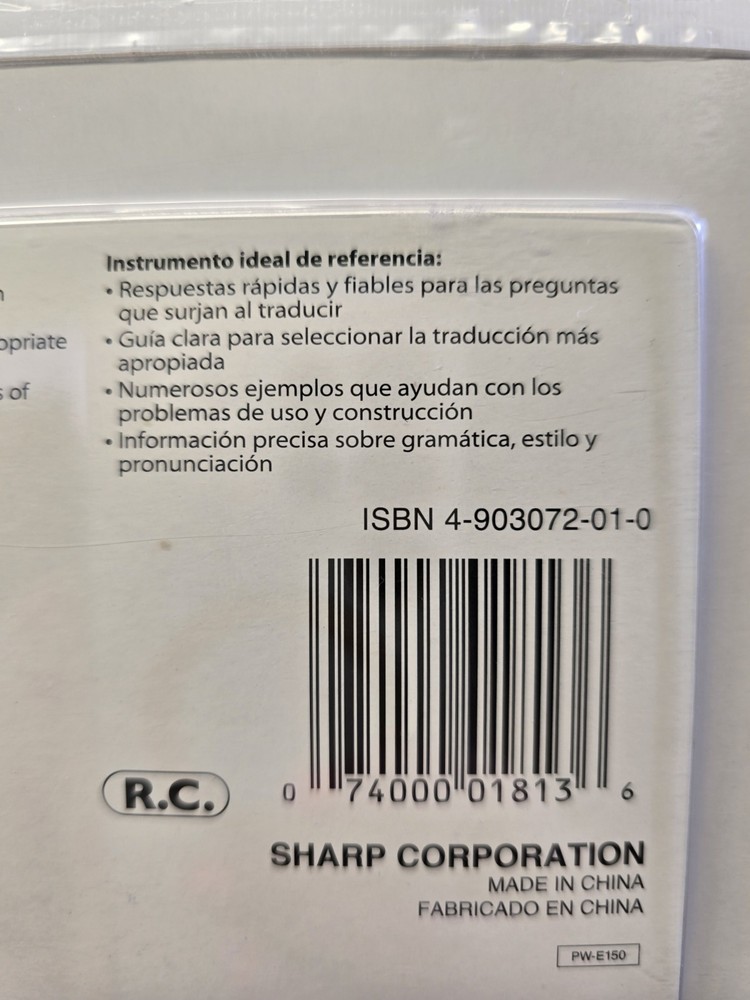 Instrumento ideal de referencia:
• Respuestas rápidas y fiables para las preguntas
que surjan al traducir
opriate
• Guía clara para seleccionar la traducción más
apropiada
s of
• Numerosos ejemplos que ayudan con los
problemas de uso y construcción
• Información precisa sobre gramática, estilo y
pronunciación
ISBN 4-903072-01-0
0 74000 01813 6
R.C.
SHARP CORPORATION
MADE IN CHINA
FABRICADO EN CHINA
PW-E150